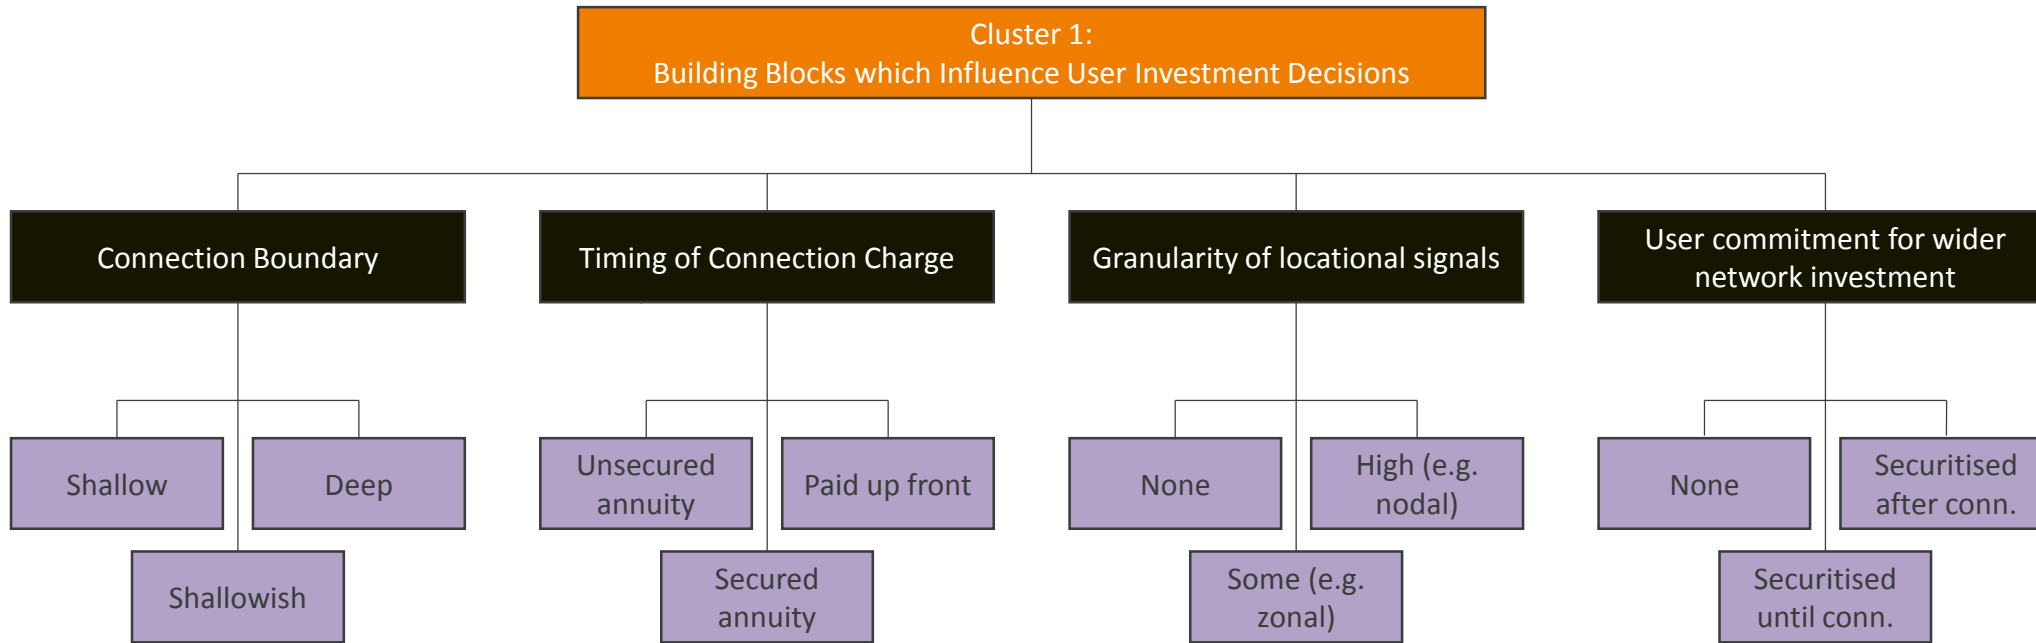 Cluster 1:
Building Blocks which Influence User Investment Decisions
Connection Boundary
Timing of Connection Charge
Granularity of locational signals
User commitment for wider
network investment
Shallow
Deep
Shallowish
Unsecured
annuity
Paid up front
Secured
annuity
None
High (e.g.
nodal)
Some (e.g.
zonal)
None
Securitised
after conn.
Securitised
until conn.